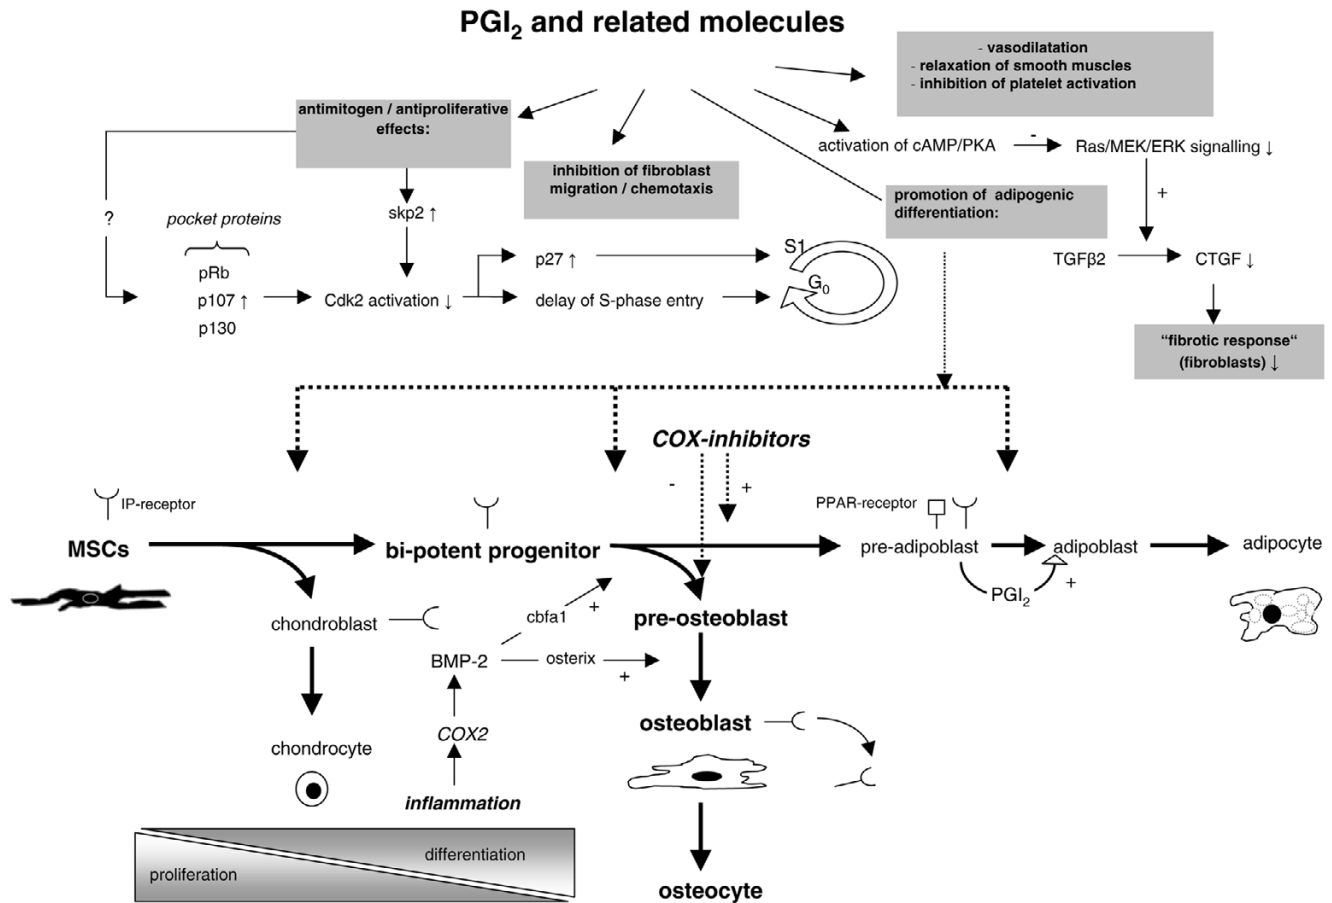 PGI₂ and related molecules
- vasodilatation
- relaxation of smooth muscles
- inhibition of platelet activation
antimitogen / antiproliferative
effects:
activation of cAMP/PKA
-
Ras/MEK/ERK signalling ↓
inhibition of fibroblast
migration / chemotaxis
promotion of adipogenic
differentiation:
+
?
pocket proteins
skp2 ↑
pRb
p107 ↑
p130
Cdk2 activation ↓
p27 ↑
delay of S-phase entry
S1
G₀
TGFβ2
CTGF ↓
“fibrotic response“
(fibroblasts) ↓
COX-inhibitors
-
+
IP-receptor
PPAR-receptor
MSCs
bi-potent progenitor
pre-adipoblast
adipoblast
adipocyte
PGI₂
+
chondroblast
cbfa1
+
pre-osteoblast
BMP-2
osterix
+
COX2
osteoblast
chondrocyte
inflammation
differentiation
proliferation
osteocyte